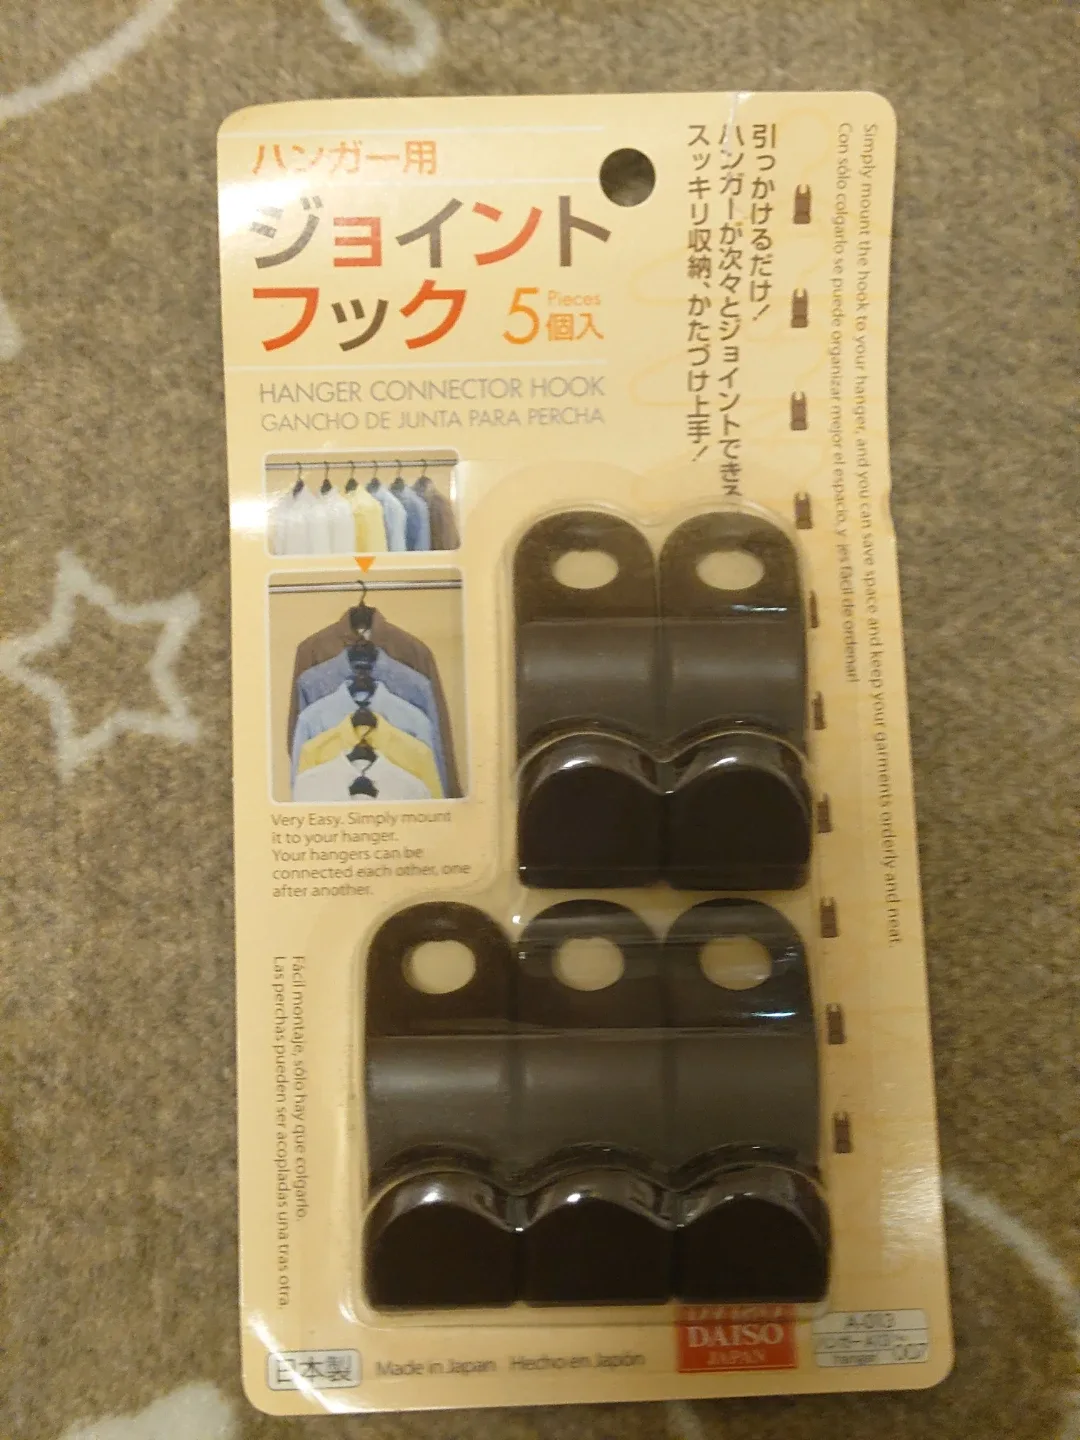 ハンガー用
ジョイント
フック
5
Pieces
個入
HANGER CONNECTOR HOOK
GANCHO DE JUNTA PARA PERCHA
引っかけるだけ!
ハンガーが次々とジョイントできる
スッキリ収納、かたづけ上手!
Simply mount the hook to your hanger, and you can save space and keep your garments orderly and neat.
Con sólo colgarlo se puede organizar mejor el espacio, y ¡es fácil de ordenar!
Very Easy. Simply mount
it to your hanger.
Your hangers can be
connected each other, one
after another.
Fácil montaje, sólo hay que colgarlo.
Las perchas pueden ser acopladas una tras otra.
日本製
Made in Japan
Hecho en Japón
DAISO
JAPAN
A-013
hanger
007